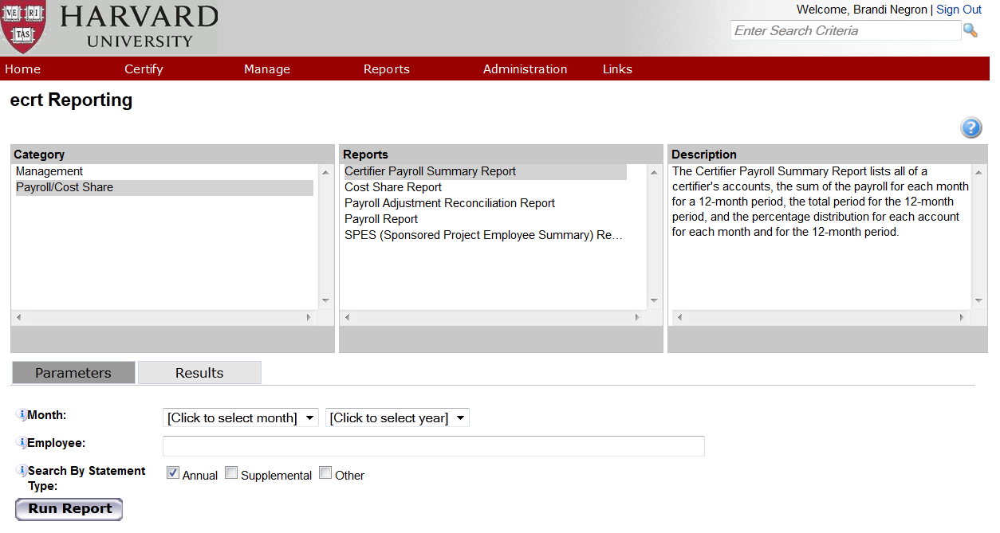 VE RI
TAS
HARVARD
UNIVERSITY
Welcome, Brandi Negron | Sign Out
Enter Search Criteria
Home Certify Manage Reports Administration Links
ecrt Reporting
?
Category
Management
Payroll/Cost Share
Reports
Certifier Payroll Summary Report
Cost Share Report
Payroll Adjustment Reconciliation Report
Payroll Report
SPES (Sponsored Project Employee Summary) Re...
Description
The Certifier Payroll Summary Report lists all of a
certifier's accounts, the sum of the payroll for each month
for a 12-month period, the total period for the 12-month
period, and the percentage distribution for each account
for each month and for the 12-month period.
Parameters Results
i Month: [Click to select month] [Click to select year]
i Employee:
i Search By Statement
Type:
Annual Supplemental Other
Run Report